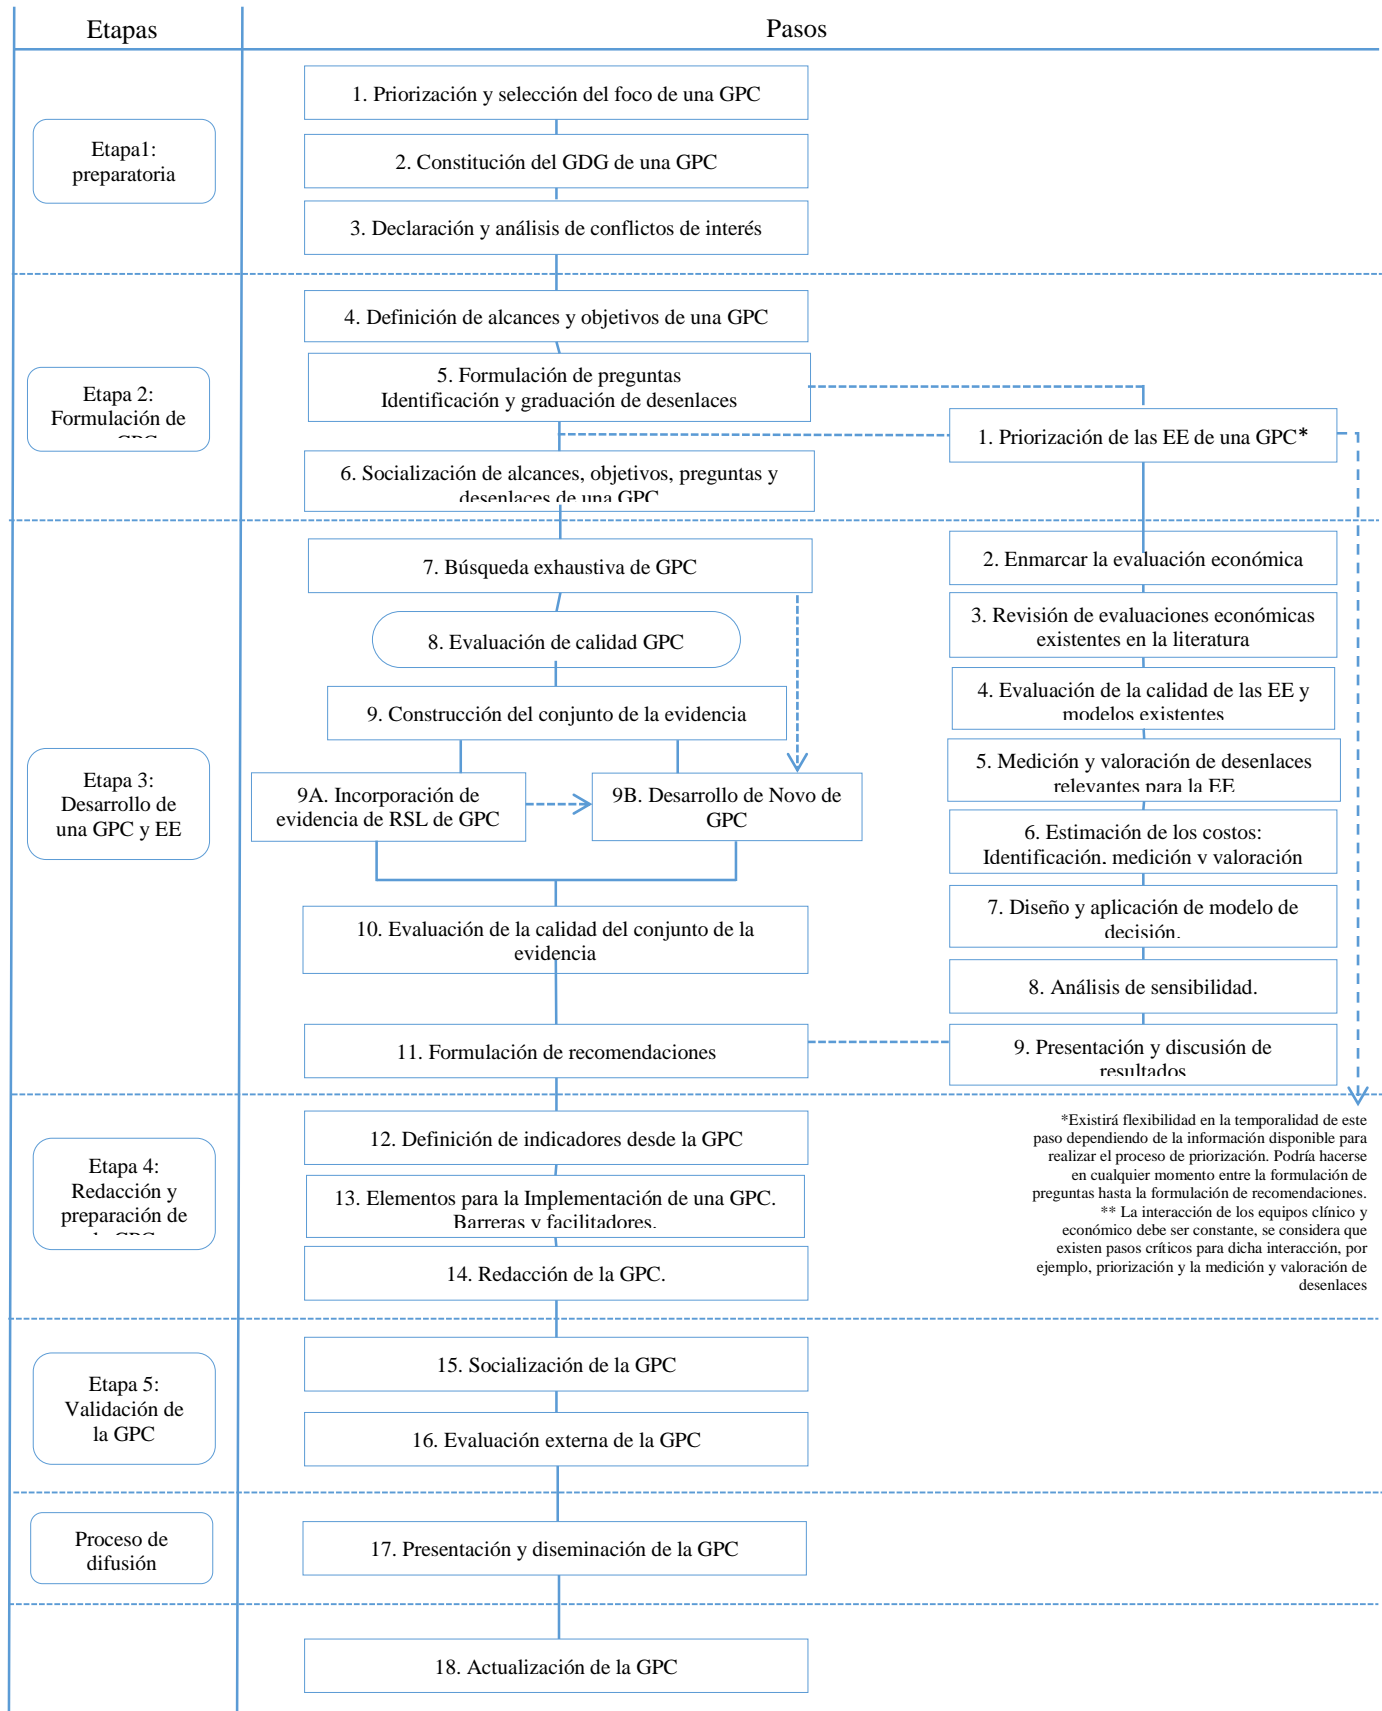 Etapas
Pasos
1. Priorización y selección del foco de una GPC
Etapa1:
preparatoria
2. Constitución del GDG de una GPC
3. Declaración y análisis de conflictos de interés
4. Definición de alcances y objetivos de una GPC
Etapa 2:
Formulación de
5. Formulación de preguntas
Identificación y graduación de desenlaces
1. Priorización de las EE de una GPC*
6. Socialización de alcances, objetivos, preguntas y
desenlaces de una GPC
Etapa 3:
Desarrollo de
una GPC y EE
7. Búsqueda exhaustiva de GPC
8. Evaluación de calidad GPC
9. Construcción del conjunto de la evidencia
9A. Incorporación de
evidencia de RSL de GPC
9B. Desarrollo de Novo de
GPC
10. Evaluación de la calidad del conjunto de la
evidencia
11. Formulación de recomendaciones
2. Enmarcar la evaluación económica
3. Revisión de evaluaciones económicas
existentes en la literatura
4. Evaluación de la calidad de las EE y
modelos existentes
5. Medición y valoración de desenlaces
relevantes para la EE
6. Estimación de los costos:
Identificación, medición y valoración
7. Diseño y aplicación de modelo de
decisión.
8. Análisis de sensibilidad.
9. Presentación y discusión de
resultados
Etapa 4:
Redacción y
preparación de
12. Definición de indicadores desde la GPC
13. Elementos para la Implementación de una GPC.
Barreras y facilitadores.
14. Redacción de la GPC.
*Existirá flexibilidad en la temporalidad de este
paso dependiendo de la información disponible para
realizar el proceso de priorización. Podría hacerse
en cualquier momento entre la formulación de
preguntas hasta la formulación de recomendaciones.
** La interacción de los equipos clínico y
económico debe ser constante, se considera que
existen pasos críticos para dicha interacción, por
ejemplo, priorización y la medición y valoración de
desenlaces
Etapa 5:
Validación de
la GPC
15. Socialización de la GPC
16. Evaluación externa de la GPC
Proceso de
difusión
17. Presentación y diseminación de la GPC
18. Actualización de la GPC